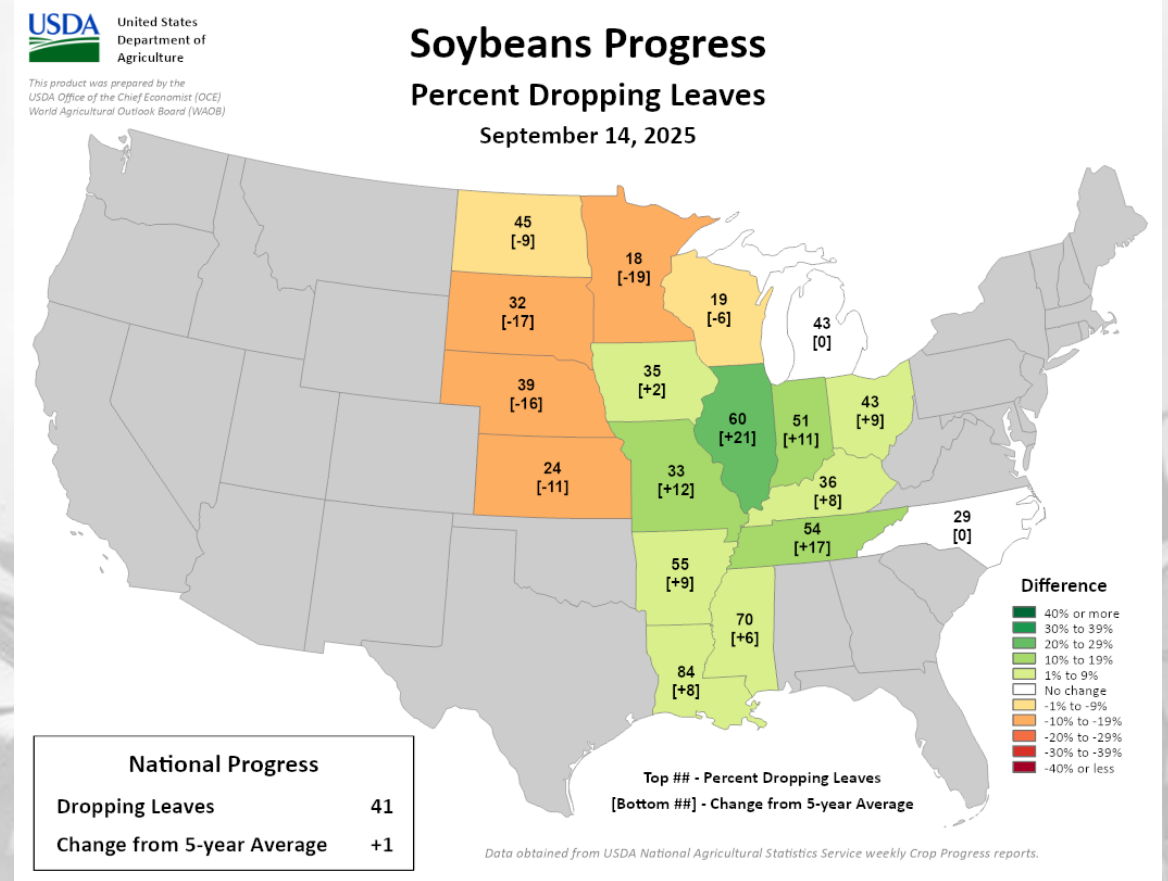 USDA
United States
Department of
Agriculture
This product was prepared by the
USDA Office of the Chief Economist (OCE)
World Agricultural Outlook Board (WAOB)
Soybeans Progress
Percent Dropping Leaves
September 14, 2025
45
[-9]
18
[-19]
32
[-17]
19
[-6]
43
[0]
39
[-16]
35
[+2]
60
[+21]
51
[+11]
43
[+9]
24
[-11]
33
[+12]
36
[+8]
29
[0]
54
[+17]
55
[+9]
70
[+6]
84
[+8]
Difference
40% or more
30% to 39%
20% to 29%
10% to 19%
1% to 9%
No change
-1% to -9%
-10% to -19%
-20% to -29%
-30% to -39%
-40% or less
National Progress
Dropping Leaves 41
Change from 5-year Average +1
Top ## - Percent Dropping Leaves
[Bottom ##] - Change from 5-year Average
Data obtained from USDA National Agricultural Statistics Service weekly Crop Progress reports.